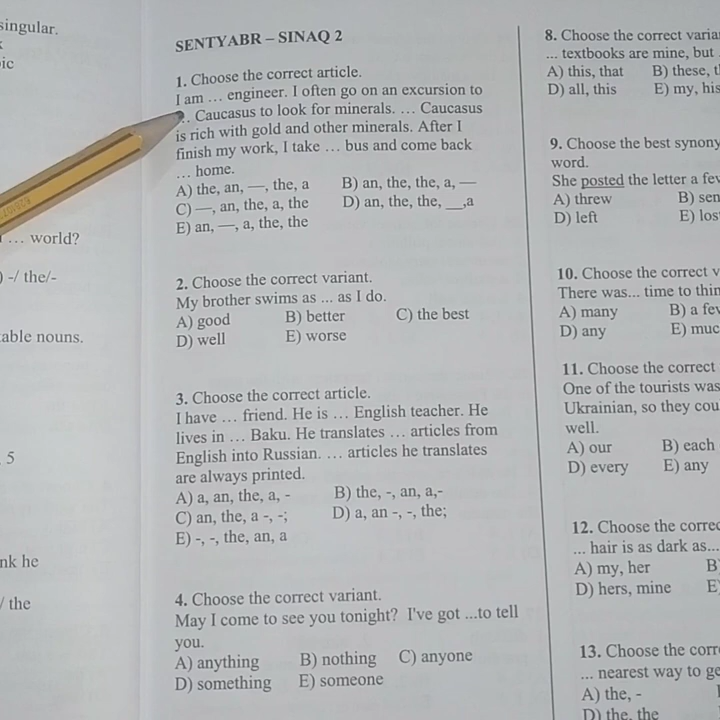 singular.
ic
… world?
-/ the/-
able nouns.
5
nk he
/ the
SENTYABR – SINAQ 2
1. Choose the correct article.
I am … engineer. I often go on an excursion to
… Caucasus to look for minerals. … Caucasus
is rich with gold and other minerals. After I
finish my work, I take … bus and come back
… home.
A) the, an, —, the, a B) an, the, the, a, —
C) —, an, the, a, the D) an, the, the, __,a
E) an, —, a, the, the
2. Choose the correct variant.
My brother swims as ... as I do.
A) good B) better C) the best
D) well E) worse
3. Choose the correct article.
I have … friend. He is … English teacher. He
lives in … Baku. He translates … articles from
English into Russian. … articles he translates
are always printed.
A) a, an, the, a, - B) the, -, an, a,-
C) an, the, a -, -; D) a, an -, -, the;
E) -, -, the, an, a
4. Choose the correct variant.
May I come to see you tonight? I've got ...to tell
you.
A) anything B) nothing C) anyone
D) something E) someone
8. Choose the correct varia
... textbooks are mine, but
A) this, that B) these, t
D) all, this E) my, his
9. Choose the best synony
word.
She posted the letter a few
A) threw B) sen
D) left E) los
10. Choose the correct v
There was... time to thin
A) many B) a few
D) any E) muc
11. Choose the correct
One of the tourists was
Ukrainian, so they cou
well.
A) our B) each
D) every E) any
12. Choose the correc
... hair is as dark as...
A) my, her B)
D) hers, mine E)
13. Choose the corr
... nearest way to ge
A) the, -
D) the, the